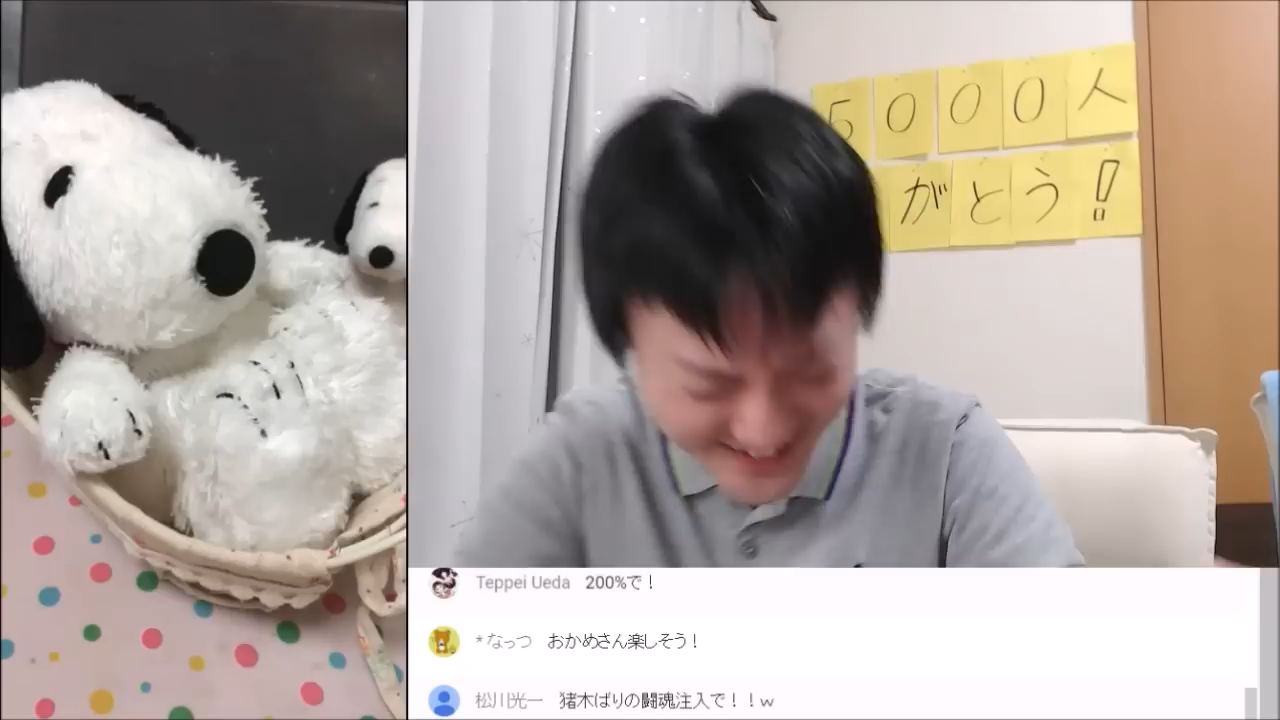 5000人
がとう!
Teppei Ueda 200%で!
*なっつ おかめさん楽しそう!
松川光一 猪木ばりの闘魂注入で!!w